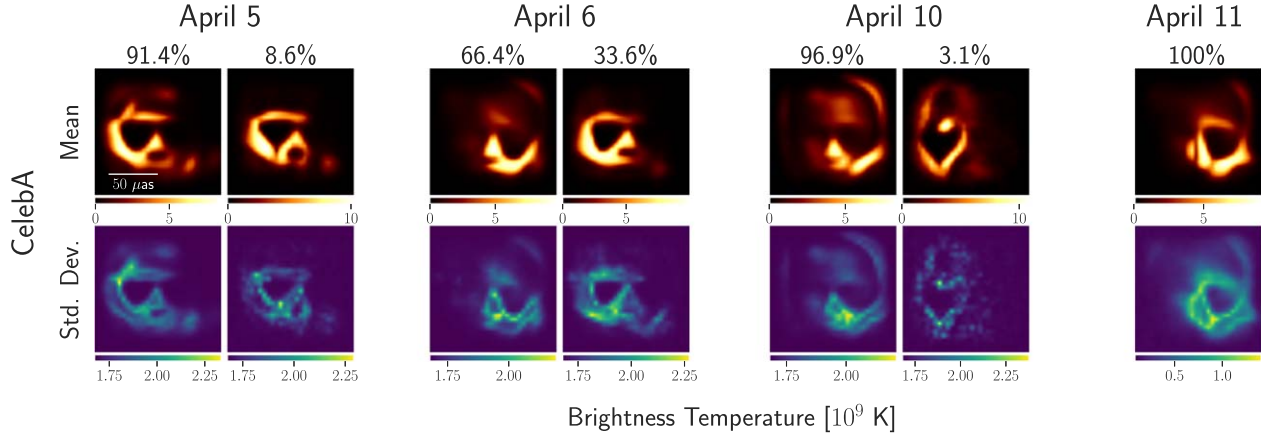 April 5 April 6 April 10 April 11
91.4% 8.6% 66.4% 33.6% 96.9% 3.1% 100%
CelebA
Mean
50 μas
0 5 0 10 0 5 0 5 0 5 0 10 0 5
Std. Dev.
1.75 2.00 2.25 1.75 2.00 2.25 1.75 2.00 1.75 2.00 2.25 1.75 2.00 2.25 1.75 2.00 2.25 0.5 1.0
Brightness Temperature [10⁹ K]